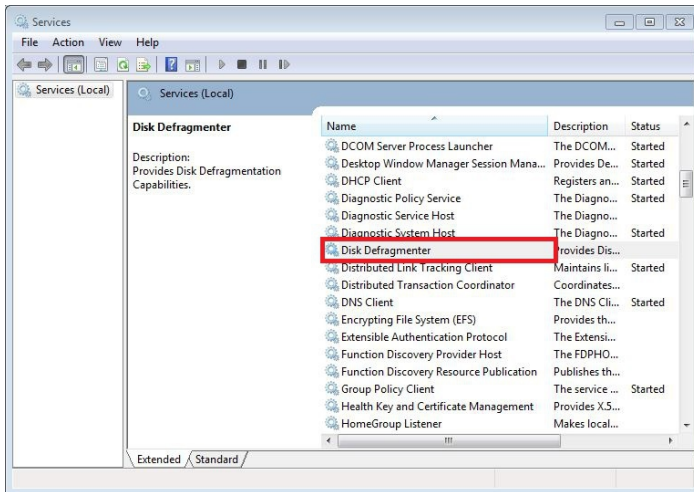 Services
File Action View Help
Services (Local)
Services (Local)
Disk Defragmenter
Description:
Provides Disk Defragmentation
Capabilities.
Name Description Status
DCOM Server Process Launcher The DCOM... Started
Desktop Window Manager Session Mana... Provides De... Started
DHCP Client Registers an... Started
Diagnostic Policy Service The Diagno... Started
Diagnostic Service Host The Diagno...
Diagnostic System Host The Diagno... Started
Disk Defragmenter Provides Dis...
Distributed Link Tracking Client Maintains li... Started
Distributed Transaction Coordinator Coordinates...
DNS Client The DNS Cli... Started
Encrypting File System (EFS) Provides th...
Extensible Authentication Protocol The Extensi...
Function Discovery Provider Host The FDPHO...
Function Discovery Resource Publication Publishes th...
Group Policy Client The service ... Started
Health Key and Certificate Management Provides X.5...
HomeGroup Listener Makes local...
Extended Standard